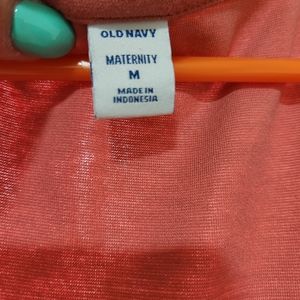 OLD NAVY
MATERNITY
M
MADE IN
INDONESIA